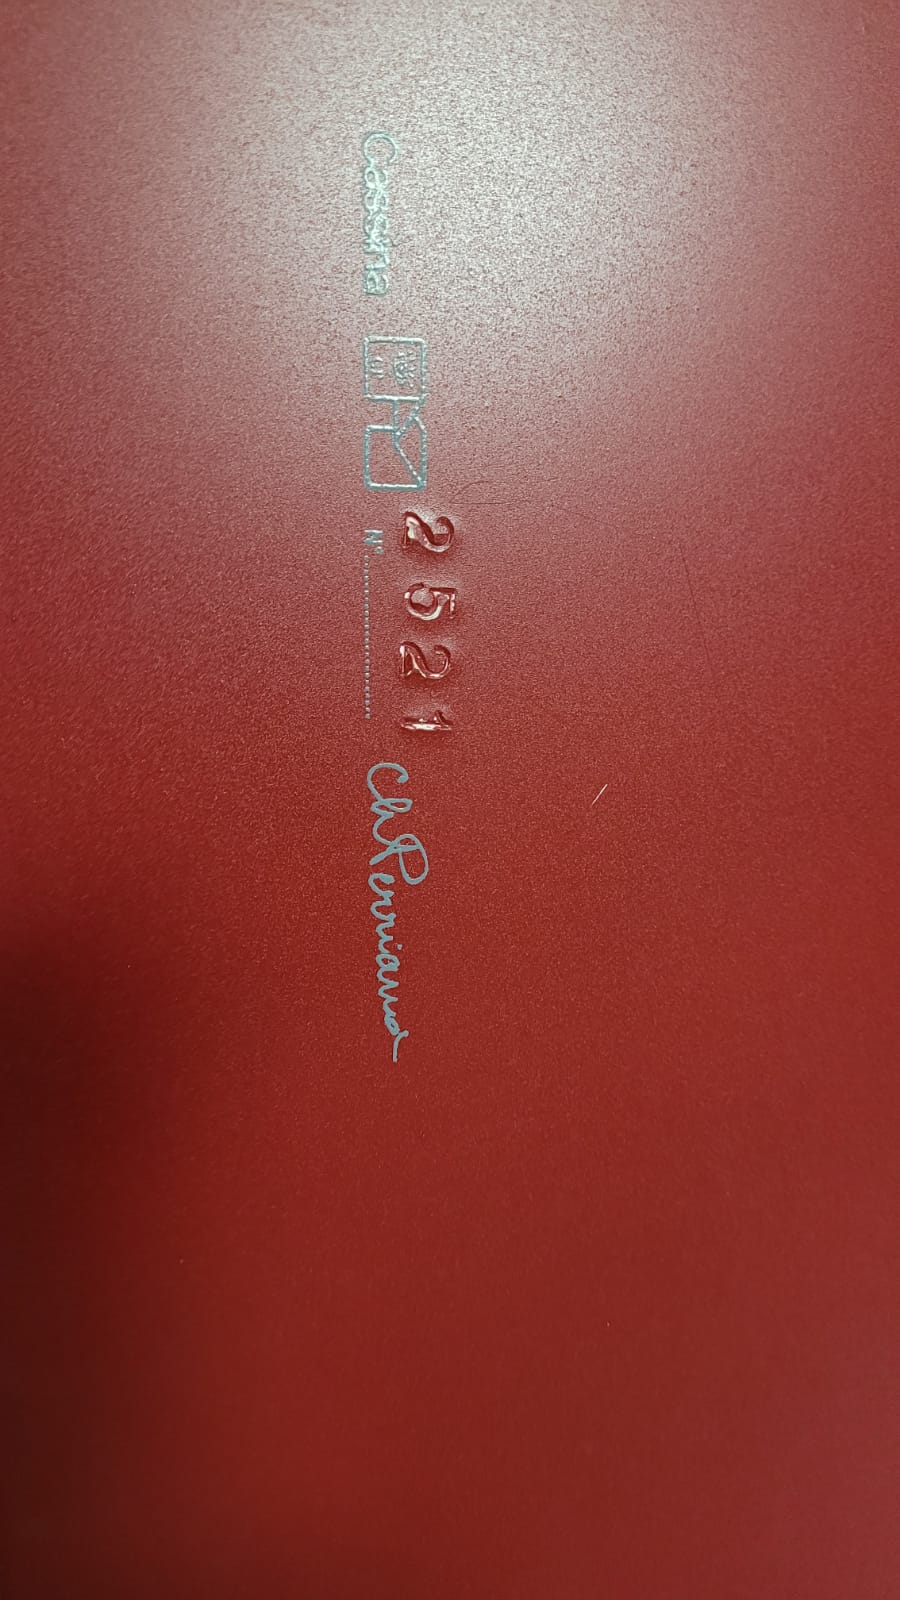 Cassina
N° 2521
ChPerriand